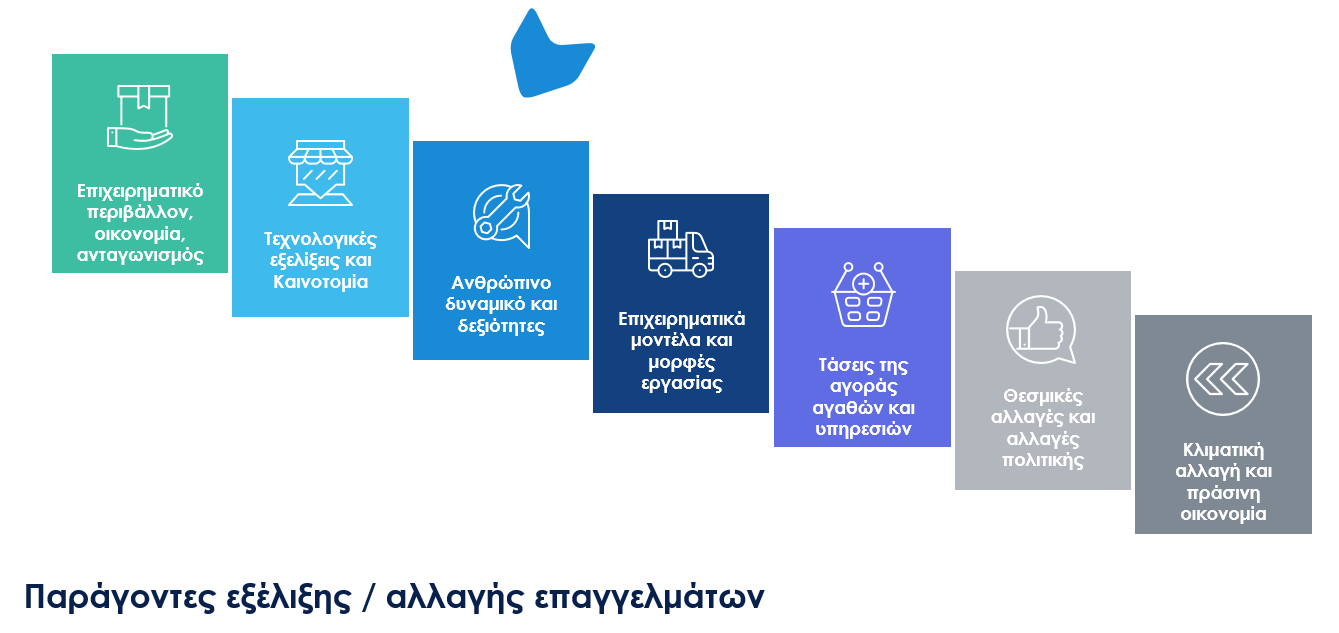 Επιχειρηματικό
περιβάλλον,
οικονομία,
ανταγωνισμός
Τεχνολογικές
εξελίξεις και
Καινοτομία
Ανθρώπινο
δυναμικό και
δεξιότητες
Επιχειρηματικά
μοντέλα και
μορφές
εργασίας
Τάσεις της
αγοράς
αγαθών και
υπηρεσιών
Θεσμικές
αλλαγές και
αλλαγές
πολιτικής
Κλιματική
αλλαγή και
πράσινη
οικονομία
Παράγοντες εξέλιξης / αλλαγής επαγγελμάτων